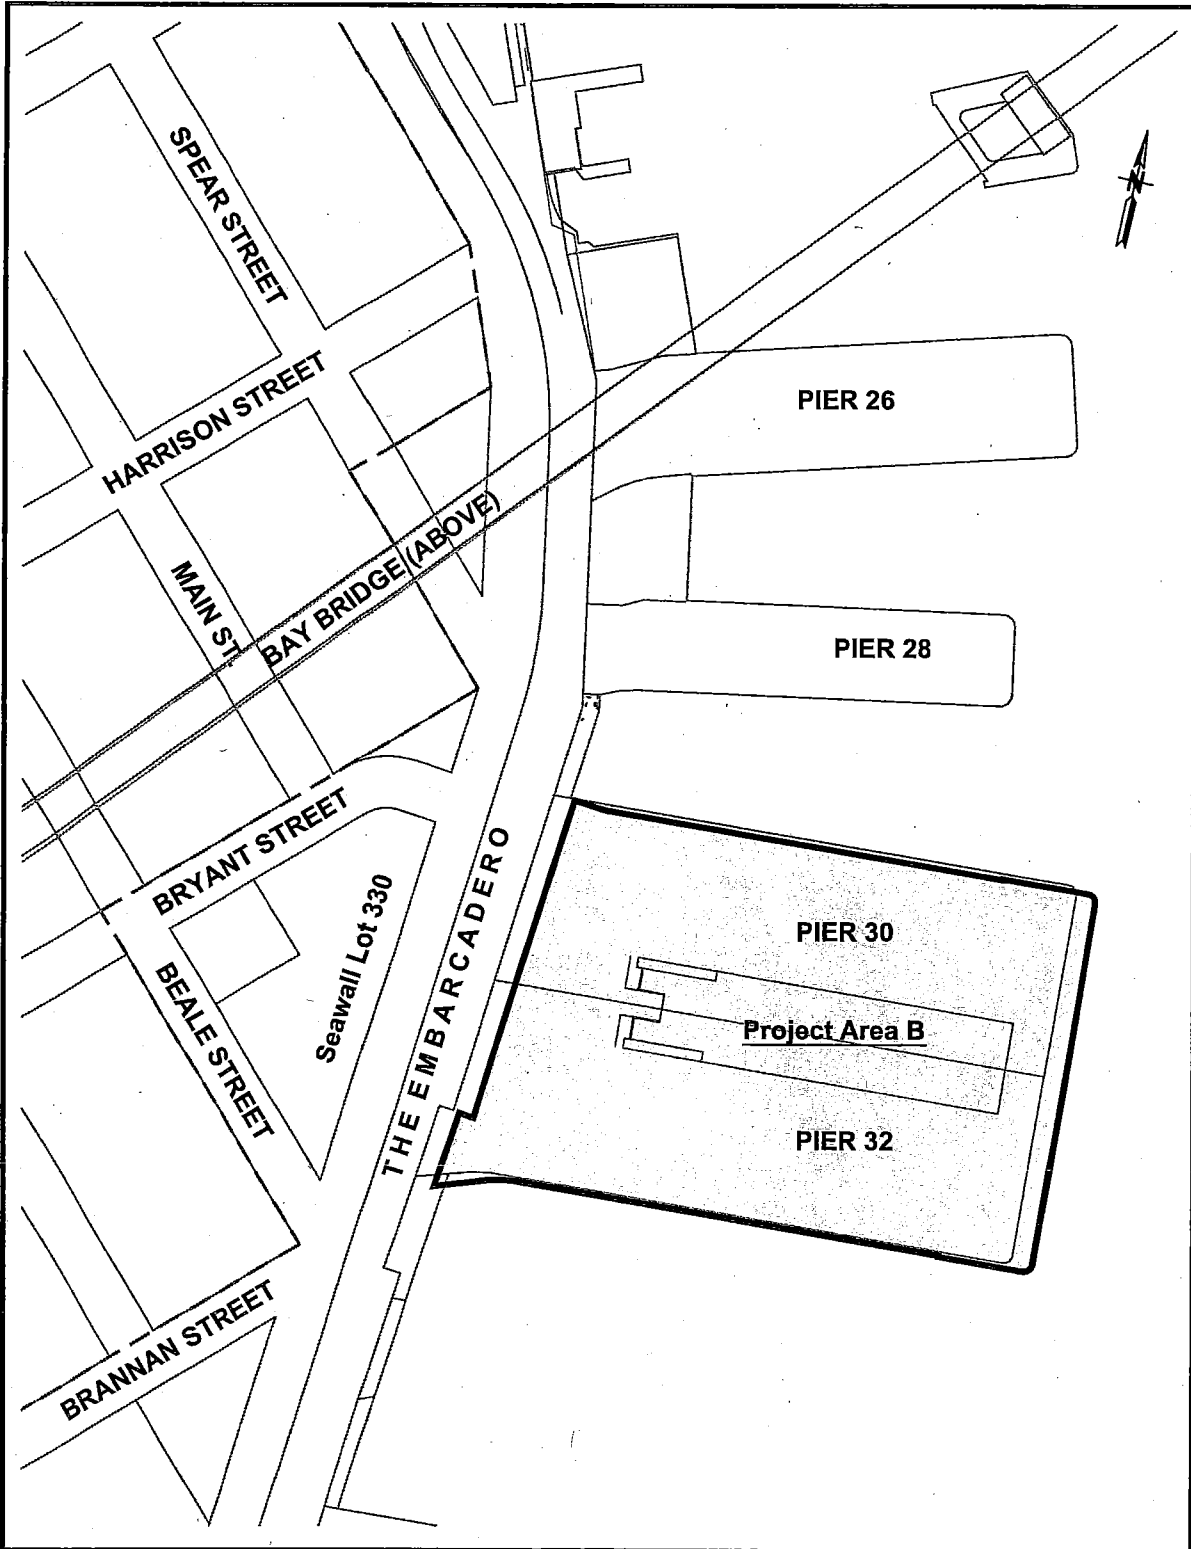 SPEAR STREET
N
HARRISON STREET
PIER 26
BAY BRIDGE (ABOVE)
MAIN ST
PIER 28
BRYANT STREET
Seawall Lot 330
THE EMBARCADERO
PIER 30
BEALE STREET
Project Area B
PIER 32
BRANNAN STREET